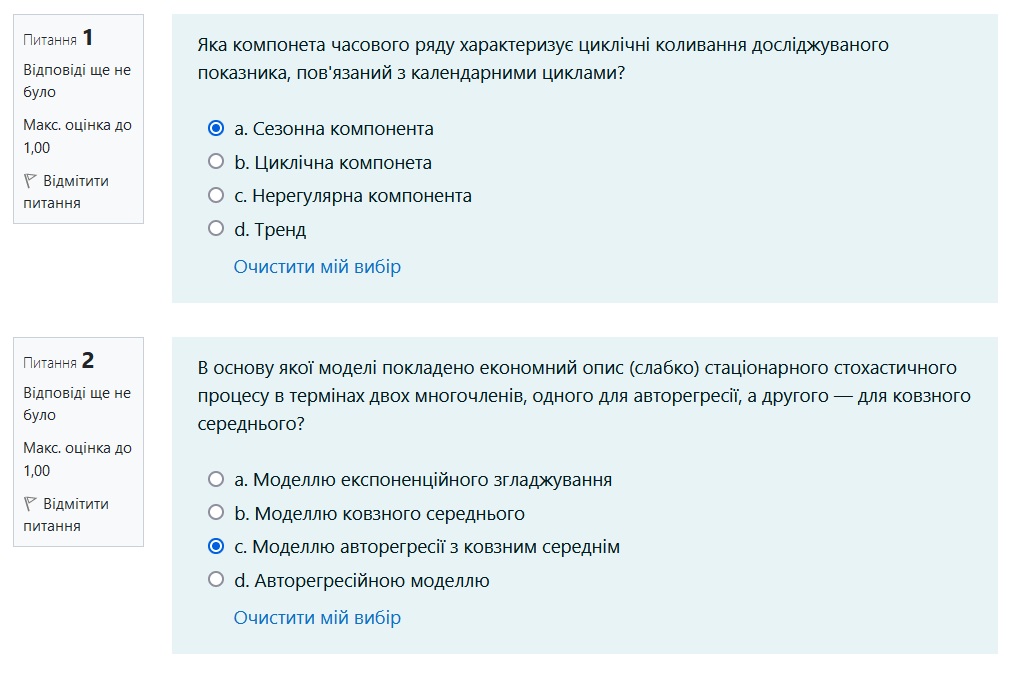 Питання 1
Відповіді ще не
було
Макс. оцінка до
1,00
Відмітити
питання
Яка компонета часового ряду характеризує циклічні коливання досліджуваного
показника, пов'язаний з календарними циклами?
a. Сезонна компонента
b. Циклічна компонета
c. Нерегулярна компонента
d. Тренд
Очистити мій вибір
Питання 2
Відповіді ще не
було
Макс. оцінка до
1,00
Відмітити
питання
В основу якої моделі покладено економний опис (слабко) стаціонарного стохастичного
процесу в термінах двох многочленів, одного для авторегресії, а другого — для ковзного
середнього?
a. Моделлю експоненційного згладжування
b. Моделлю ковзного середнього
c. Моделлю авторегресії з ковзним середнім
d. Авторегресійною моделлю
Очистити мій вибір